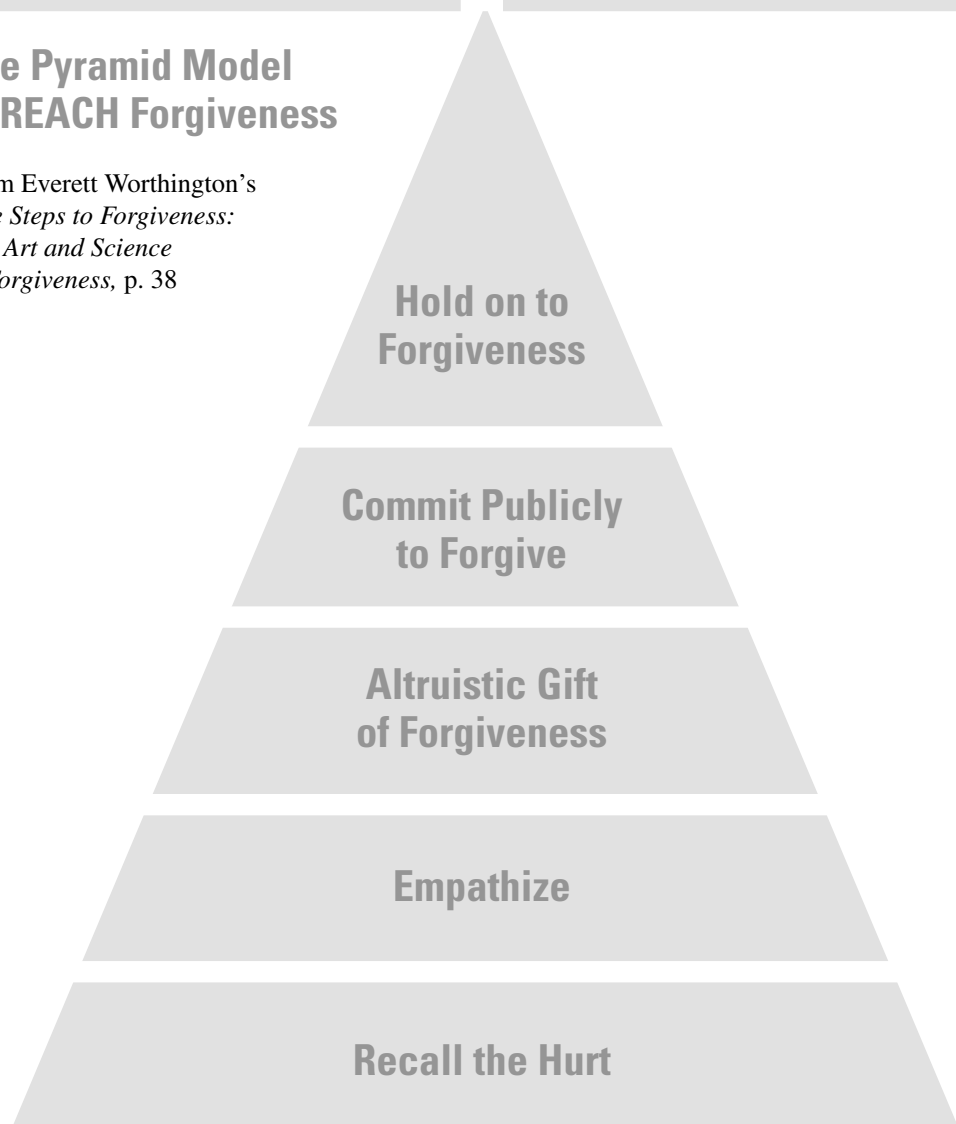 e Pyramid Model
REACH Forgiveness
m Everett Worthington's
e Steps to Forgiveness:
Art and Science
orgiveness, p. 38
Hold on to
Forgiveness
Commit Publicly
to Forgive
Altruistic Gift
of Forgiveness
Empathize
Recall the Hurt